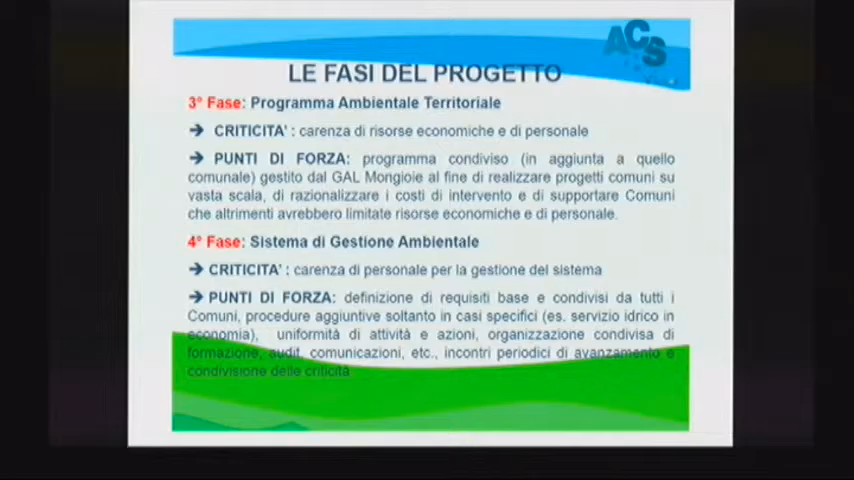 ACS
LE FASI DEL PROGETTO
3° Fase: Programma Ambientale Territoriale
➔ CRITICITA' : carenza di risorse economiche e di personale
➔ PUNTI DI FORZA: programma condiviso (in aggiunta a quello
comunale) gestito dal GAL Mongioie al fine di realizzare progetti comuni su
vasta scala, di razionalizzare i costi di intervento e di supportare Comuni
che altrimenti avrebbero limitate risorse economiche e di personale.
4° Fase: Sistema di Gestione Ambientale
➔ CRITICITA' : carenza di personale per la gestione del sistema
➔ PUNTI DI FORZA: definizione di requisiti base e condivisi da tutti i
Comuni, procedure aggiuntive soltanto in casi specifici (es. servizio idrico in
economia), uniformità di attività e azioni, organizzazione condivisa di
formazione, audit, comunicazioni, etc., incontri periodici di avanzamento e
condivisione delle criticità